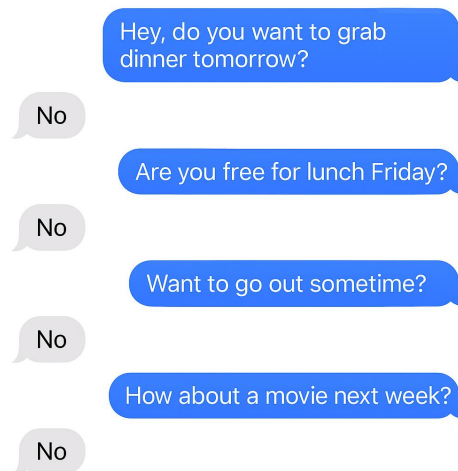 Hey, do you want to grab
dinner tomorrow?
No
Are you free for lunch Friday?
No
Want to go out sometime?
No
How about a movie next week?
No